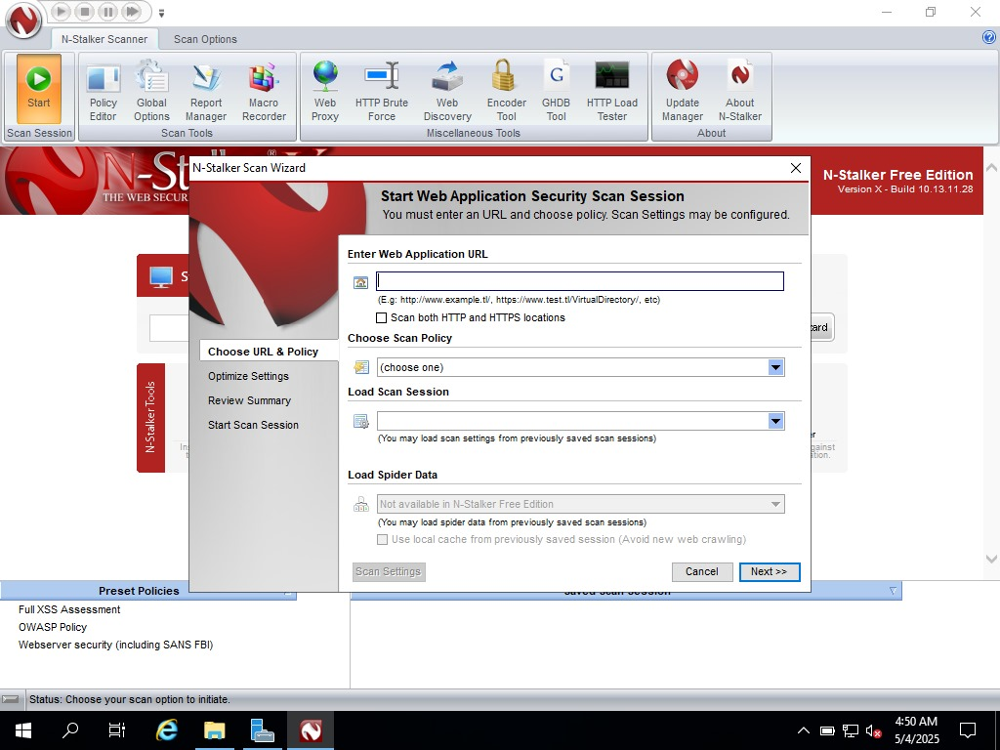 N-Stalker Scanner
Scan Options
Start
Policy Editor
Global Options
Report Manager
Macro Recorder
Web Proxy
HTTP Brute Force
Web Discovery
Encoder Tool
GHDB Tool
HTTP Load Tester
Update Manager
About N-Stalker
Scan Session
Scan Tools
Miscellaneous Tools
About
N-St
THE WEB SECUR
N-Stalker Free Edition
Version X - Build 10.13.11.28
N-Stalker Scan Wizard
Start Web Application Security Scan Session
You must enter an URL and choose policy. Scan Settings may be configured.
Enter Web Application URL
(E.g: http://www.example.tl/, https://www.test.tl/VirtualDirectory/, etc)
Scan both HTTP and HTTPS locations
Choose Scan Policy
(choose one)
Load Scan Session
(You may load scan settings from previously saved scan sessions)
Load Spider Data
Not available in N-Stalker Free Edition
(You may load spider data from previously saved scan sessions)
Use local cache from previously saved session (Avoid new web crawling)
Scan Settings
Cancel
Next >>
Choose URL & Policy
Optimize Settings
Review Summary
Start Scan Session
S
ard
N-Stalker Tools
In
t
r
gainst
tion.
Preset Policies
Saved Scan Session
Full XSS Assessment
OWASP Policy
Webserver security (including SANS FBI)
Status: Choose your scan option to initiate.
4:50 AM
5/4/2025